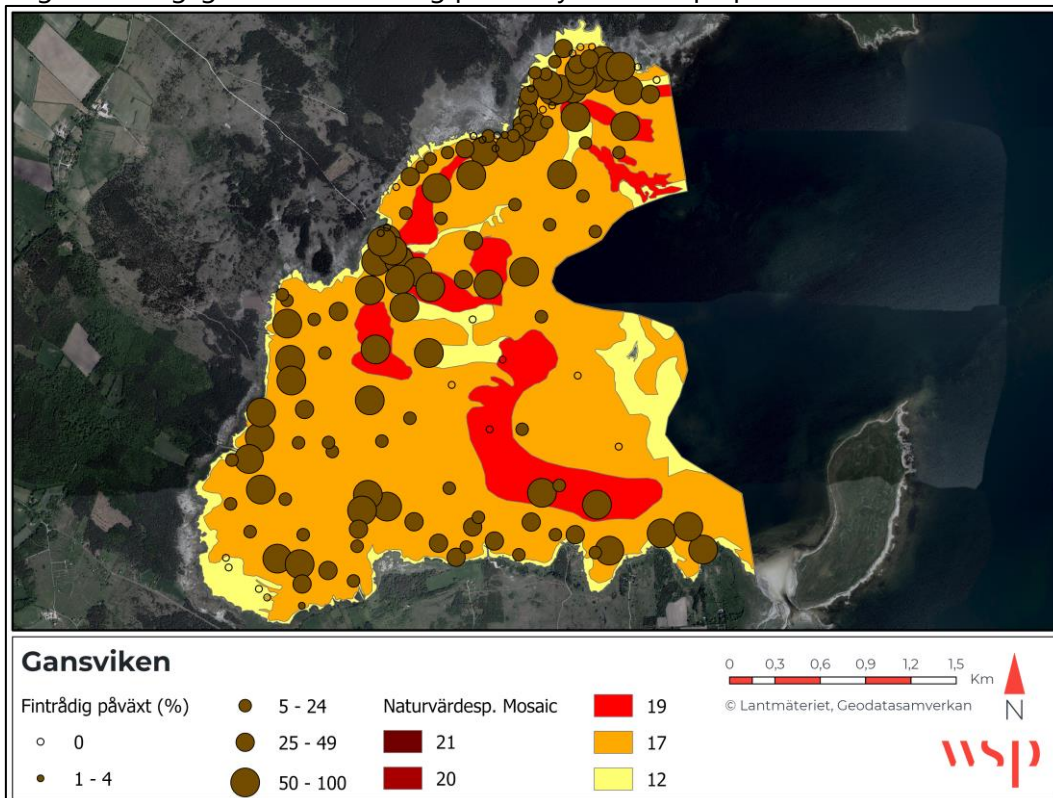 Gansviken
Fintrådig påväxt (%)
0
1 - 4
5 - 24
25 - 49
50 - 100
Naturvärdesp. Mosaic
21
20
19
17
12
0 0,3 0,6 0,9 1,2 1,5
Km
© Lantmäteriet, Geodatasamverkan
N
wsp